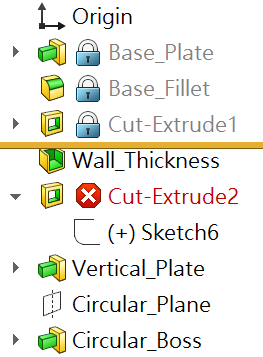 Origin
Base_Plate
Base_Fillet
Cut-Extrude1
Wall_Thickness
Cut-Extrude2
(+) Sketch6
Vertical_Plate
Circular_Plane
Circular_Boss